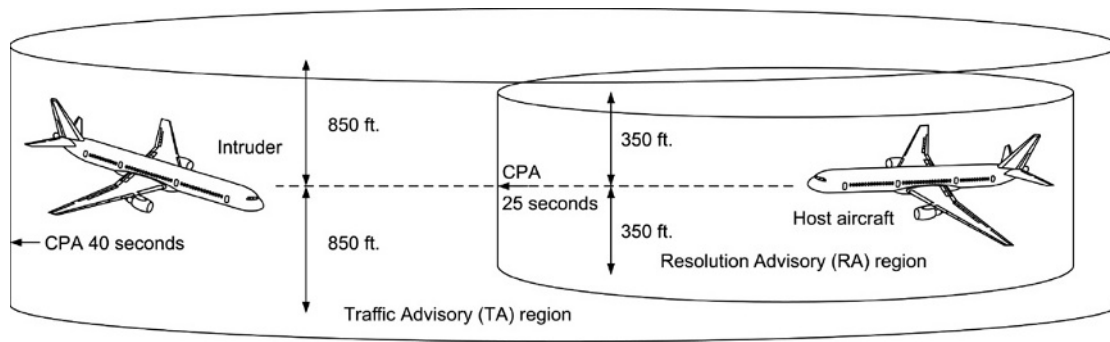 850 ft.
350 ft.
Intruder
CPA
25 seconds
Host aircraft
CPA 40 seconds
850 ft.
350 ft.
Resolution Advisory (RA) region
Traffic Advisory (TA) region